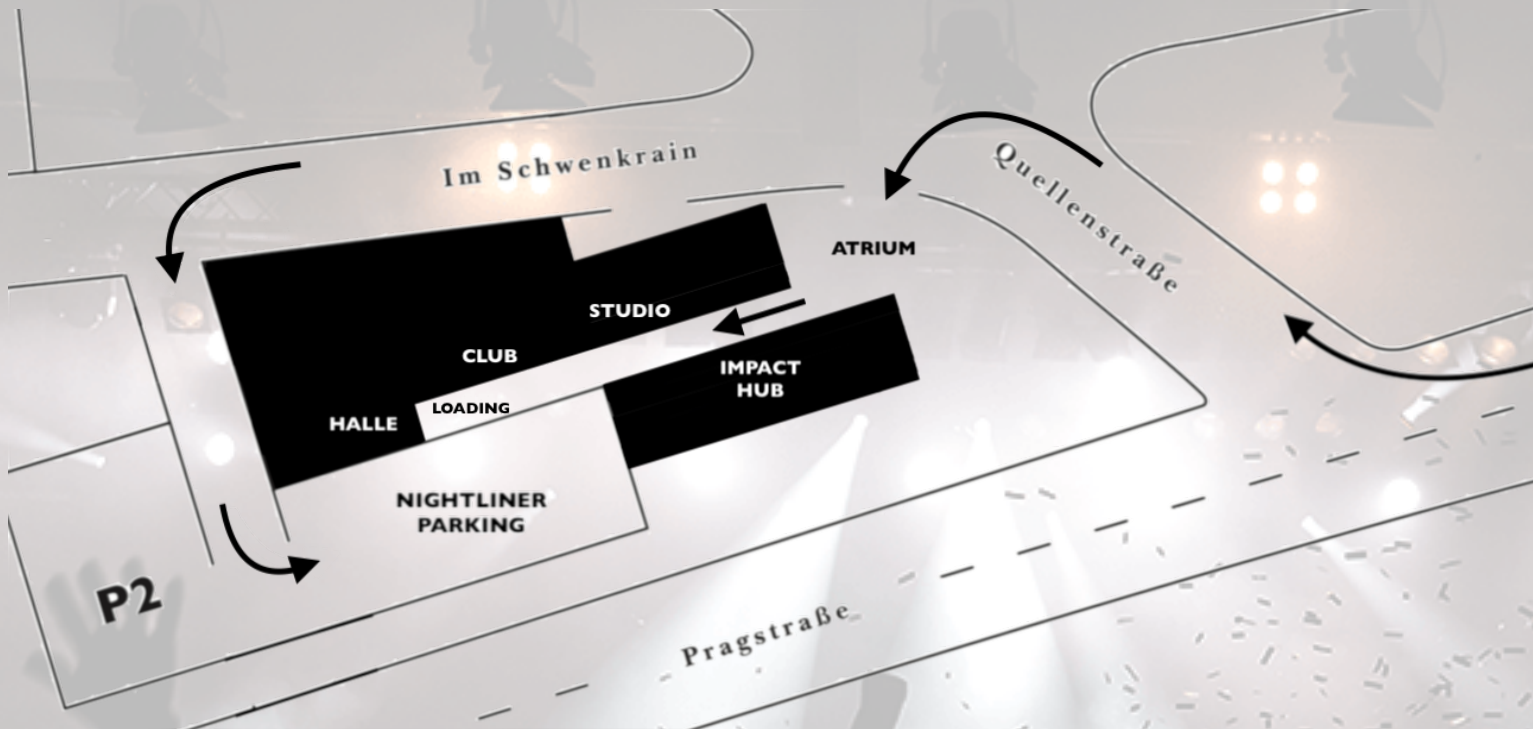 Im Schwenkrain
Quellenstraße
ATRIUM
STUDIO
CLUB
IMPACT
HUB
LOADING
HALLE
NIGHTLINER
PARKING
P2
Pragstraße